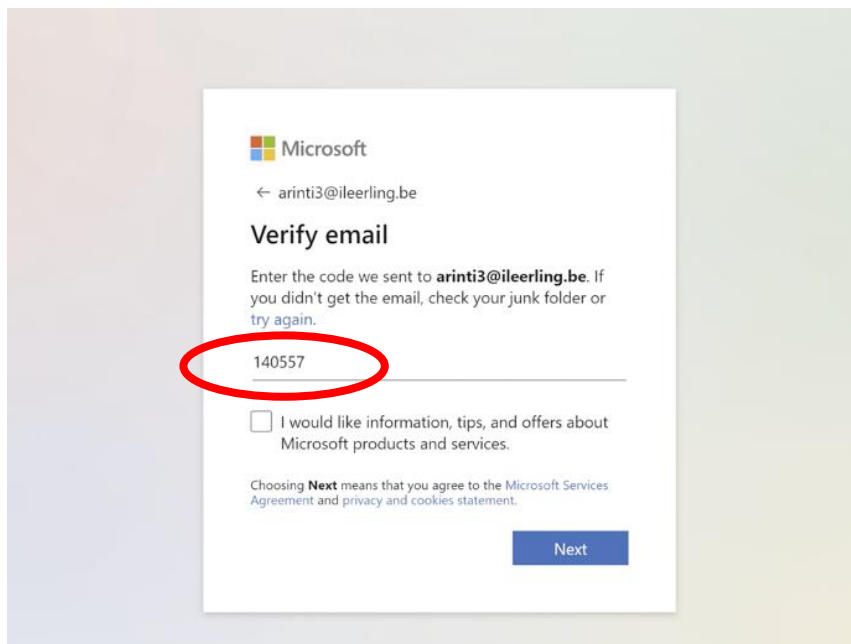 Microsoft
← arinti3@ileerling.be
Verify email
Enter the code we sent to arinti3@ileerling.be. If
you didn't get the email, check your junk folder or
try again.
140557
I would like information, tips, and offers about
Microsoft products and services.
Choosing Next means that you agree to the Microsoft Services
Agreement and privacy and cookies statement.
Next